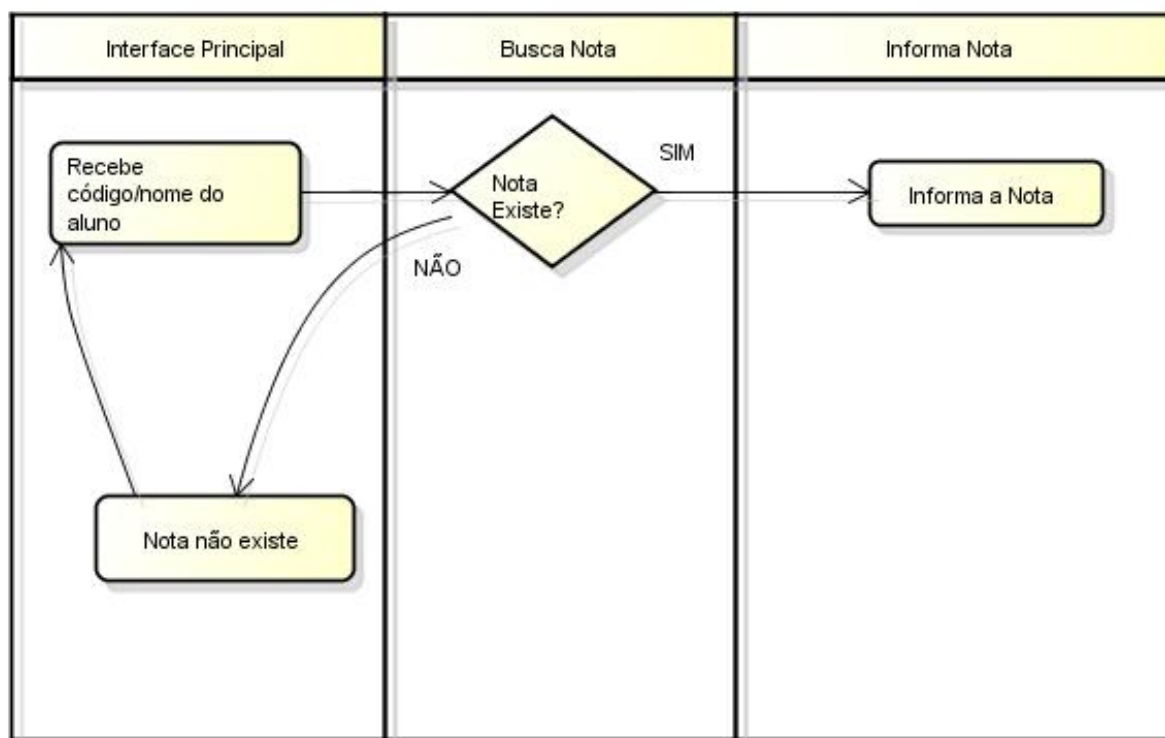 Interface Principal
Busca Nota
Informa Nota
Recebe
código/nome do
aluno
Nota
Existe?
SIM
Informa a Nota
NÃO
Nota não existe